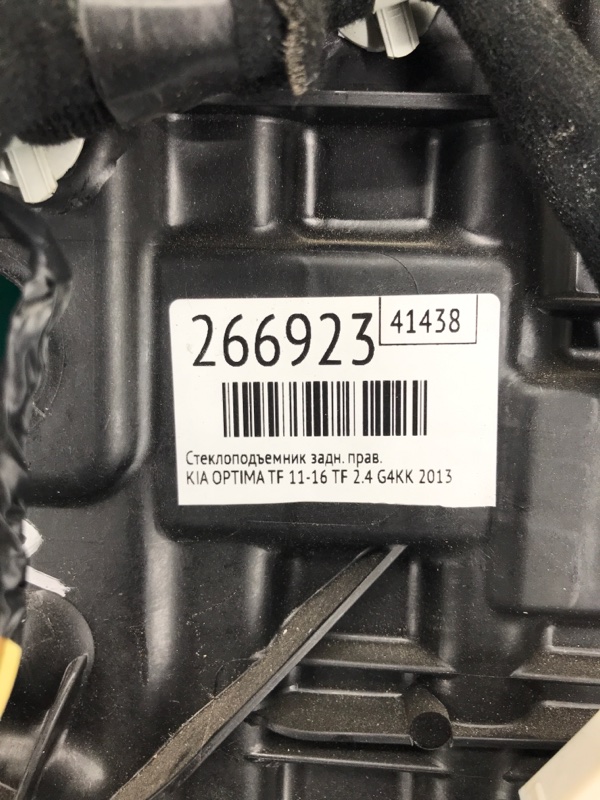 266923
41438
Стеклоподъемник задн. прав.
KIA OPTIMA TF 11-16 TF 2.4 G4KK 2013